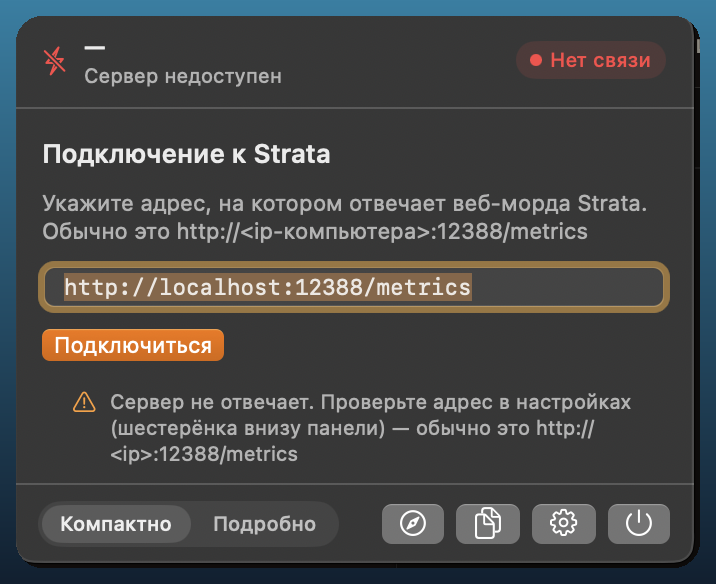 —
Сервер недоступен
Нет связи
Подключение к Strata
Укажите адрес, на котором отвечает веб-морда Strata.
Обычно это http://<ip-компьютера>:12388/metrics
http://localhost:12388/metrics
Подключиться
Сервер не отвечает. Проверьте адрес в настройках
(шестерёнка внизу панели) — обычно это http://
<ip>:12388/metrics
Компактно
Подробно